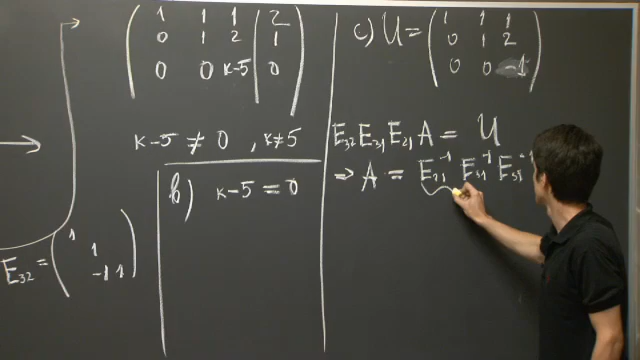 1 1 1 | 2
0 1 2 | 1
0 0 κ-5 | 0
κ-5 ≠ 0 , κ≠5
b) κ-5 = 0
E₃₂ = ( 1
1
-1 1 )
c) U = ( 1 1 1
0 1 2
0 0 -1 )
E₃₂ E₃₁ E₂₁ A = U
⇒ A = E₂₁⁻¹ E₃₁⁻¹